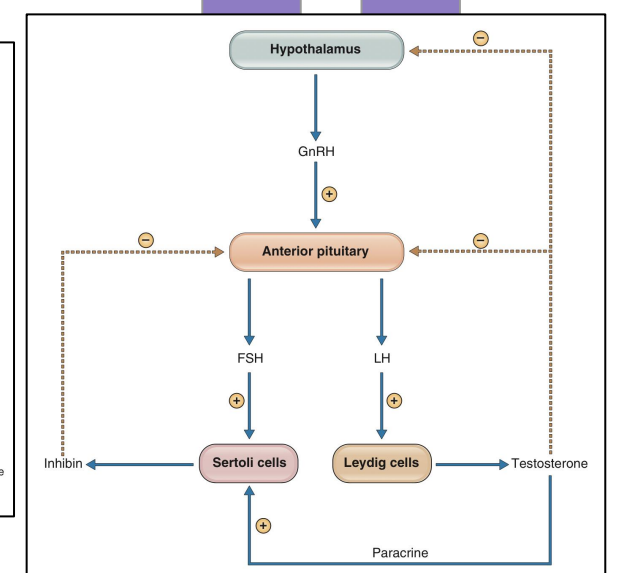 −
Hypothalamus
GnRH
+
− −
Anterior pituitary
FSH LH
+ +
Inhibin Sertoli cells Leydig cells Testosterone
e
+
Paracrine